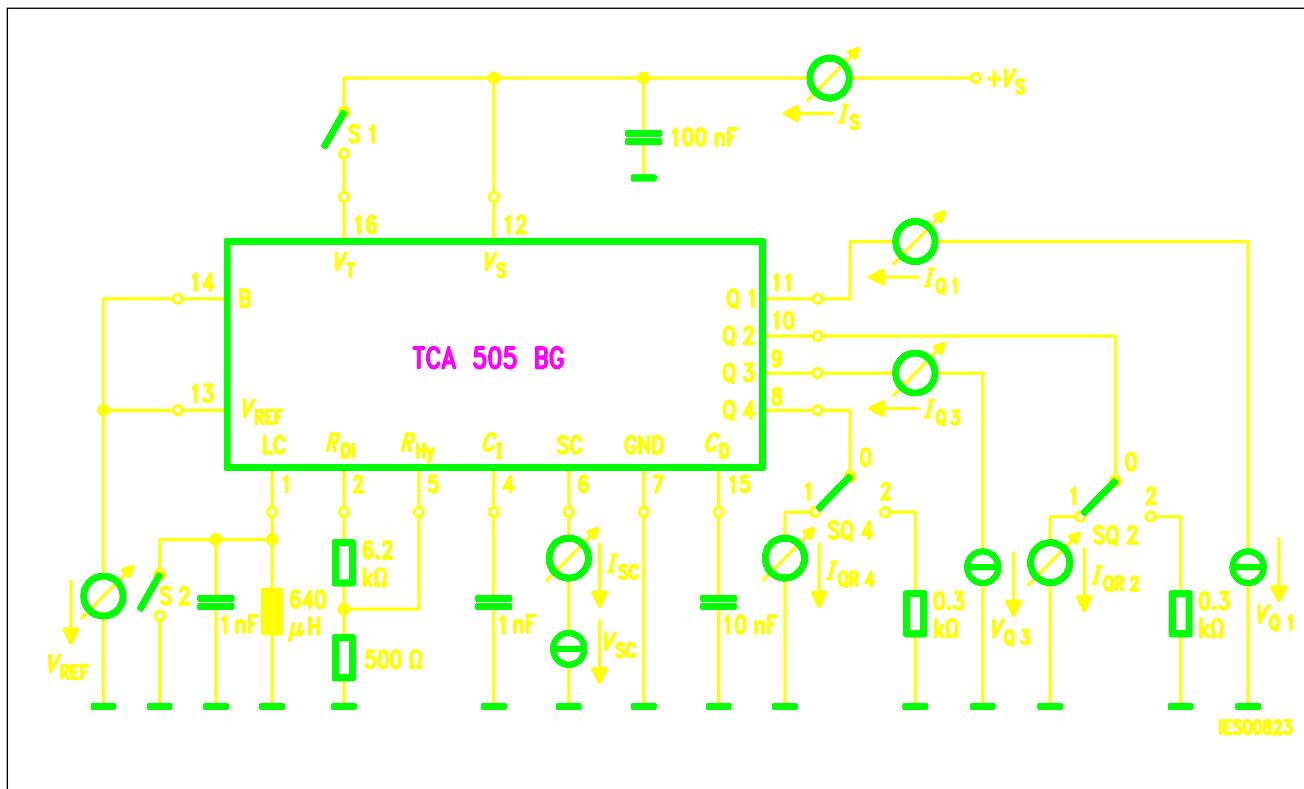 +VS
IS
S 1
100 nF
16
12
VT
VS
14
B
Q 1
11
IQ 1
Q 2
10
TCA 505 BG
Q 3
9
13
VREF
Q 4
8
IQ 3
LC
RDi
RHy
CI
SC
GND
CD
1
2
5
4
6
7
15
0
1
2
SQ 4
0
1
2
SQ 2
6.2
kΩ
ISC
IQR 4
IQR 2
S 2
1 nF
640
μH
1 nF
10 nF
0.3
kΩ
0.3
kΩ
VREF
500 Ω
VSC
VQ 3
VQ 1
IES00823